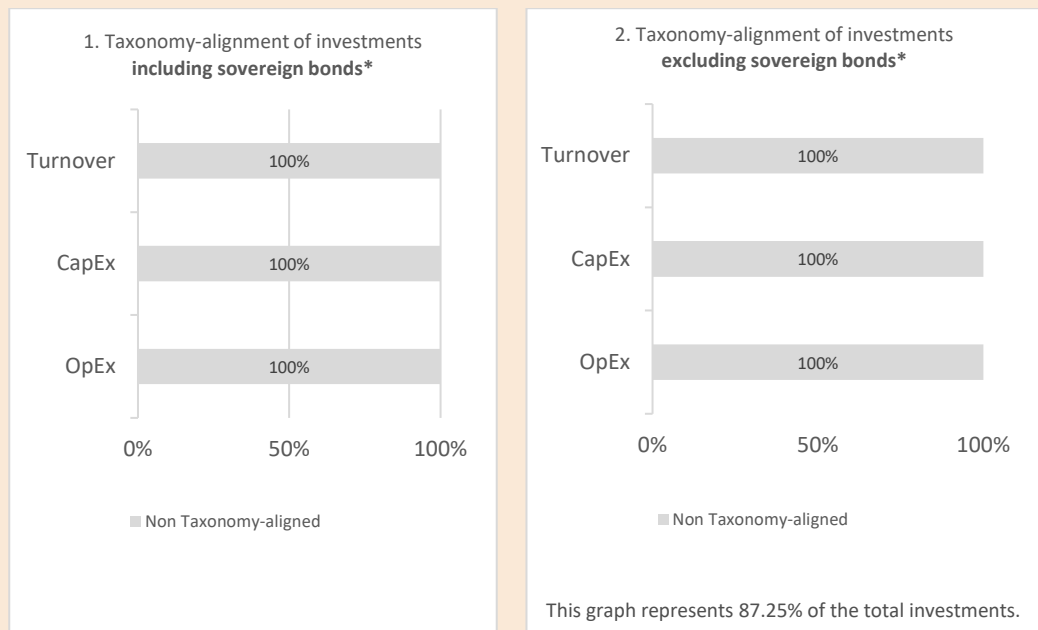 1. Taxonomy-alignment of investments
including sovereign bonds*
Turnover
100%
CapEx
100%
OpEx
100%
0% 50% 100%
Non Taxonomy-aligned
2. Taxonomy-alignment of investments
excluding sovereign bonds*
Turnover
100%
CapEx
100%
OpEx
100%
0% 50% 100%
Non Taxonomy-aligned
This graph represents 87.25% of the total investments.